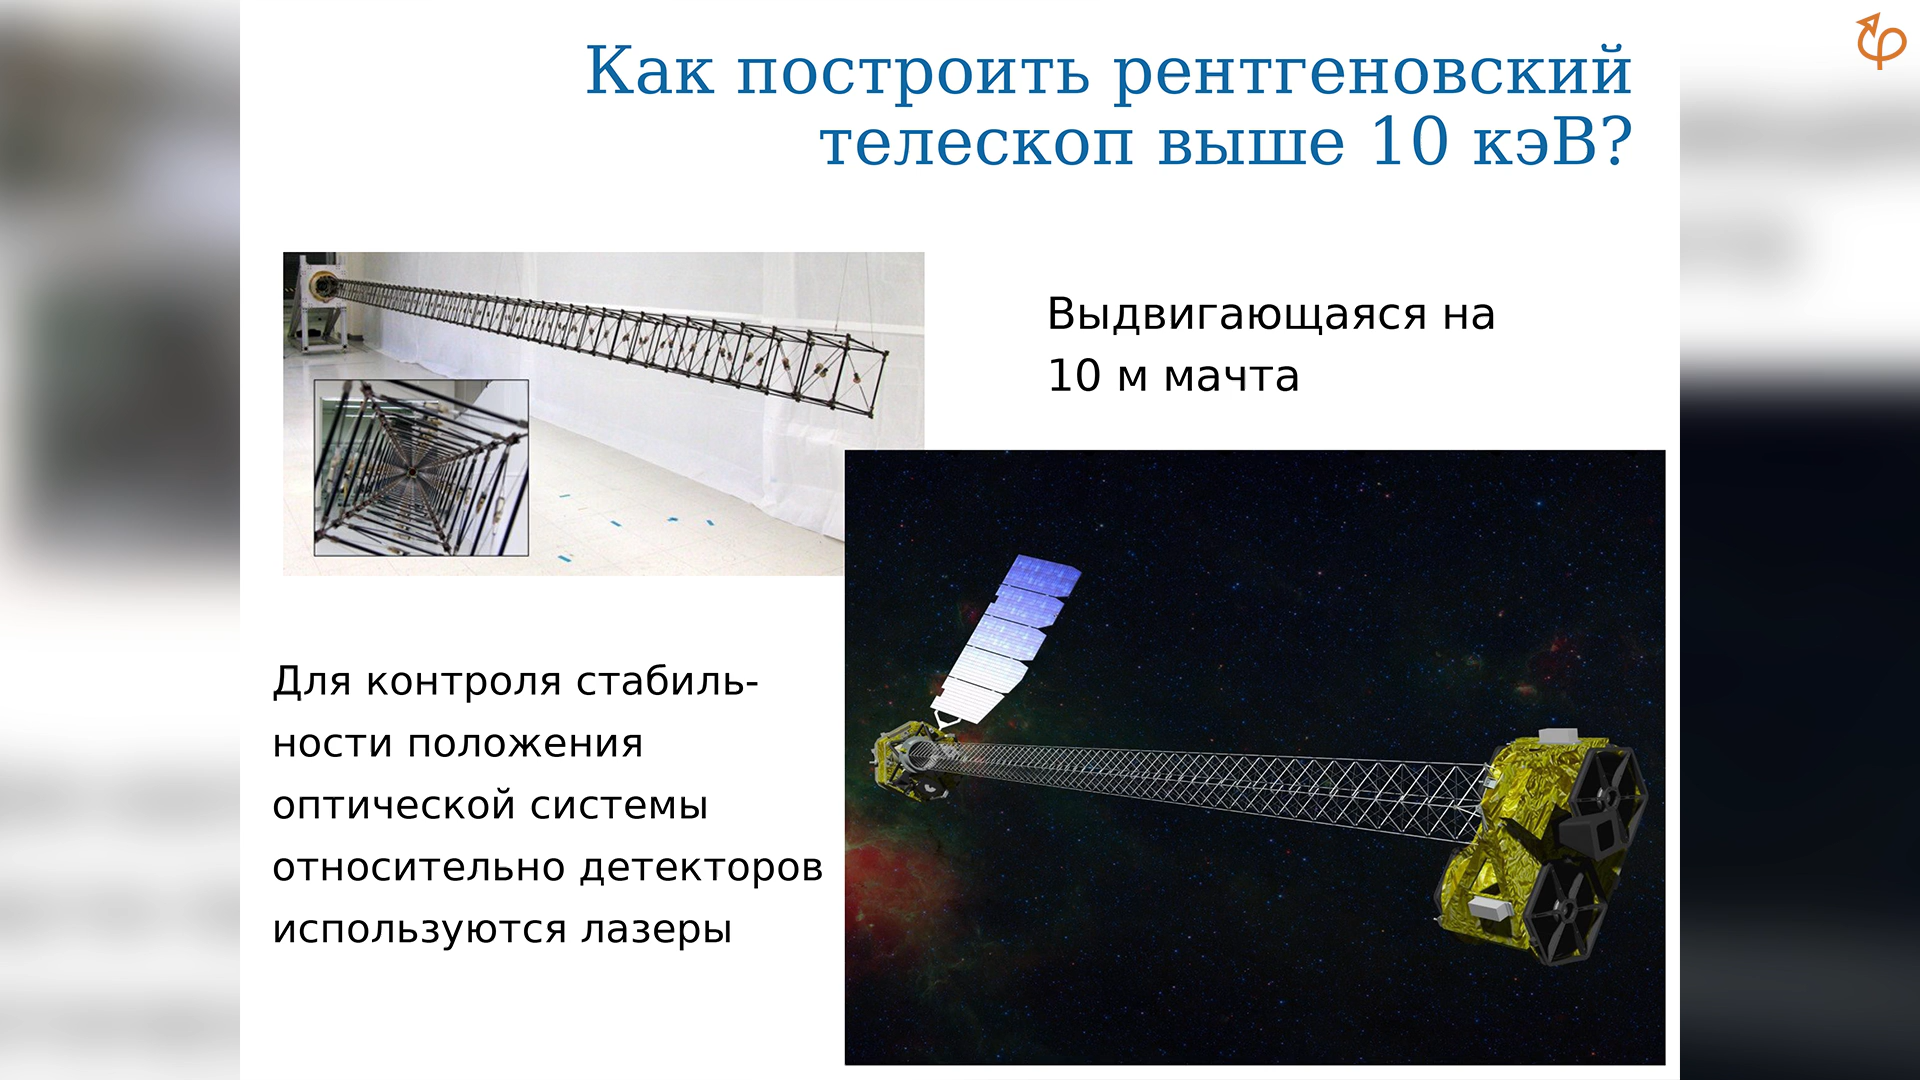 Как построить рентгеновский
телескоп выше 10 кэВ?
Выдвигающаяся на
10 м мачта
Для контроля стабиль-
ности положения
оптической системы
относительно детекторов
используются лазеры